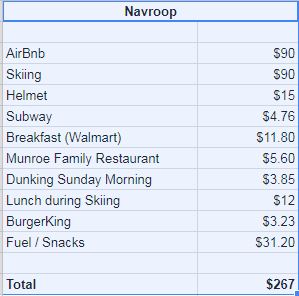 Navroop
AirBnb $90
Skiing $90
Helmet $15
Subway $4.76
Breakfast (Walmart) $11.80
Munroe Family Restaurant $5.60
Dunking Sunday Morning $3.85
Lunch during Skiing $12
BurgerKing $3.23
Fuel / Snacks $31.20
Total $267